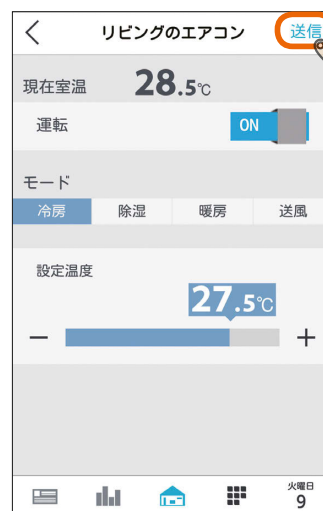 リビングのエアコン 送信
現在室温 28.5℃
運転 ON
モード
冷房 除湿 暖房 送風
設定温度
27.5℃
− +
火曜日
9